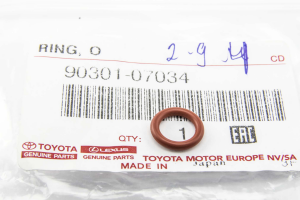 RING, O
2-9
CD
90301-07034
TOYOTA
GENUINE PARTS
LEXUS
GENUINE PARTS
QTY: 1
EAC
TOYOTA MOTOR EUROPE NV/SA
MADE IN Japan